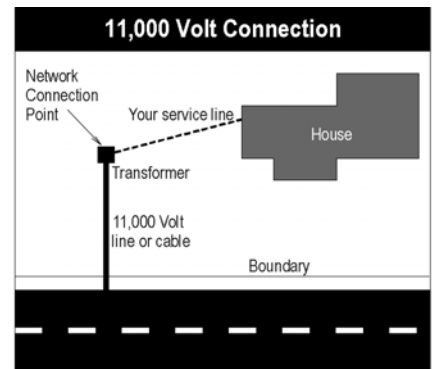 11,000 Volt Connection
Network
Connection
Point
Your service line
House
Transformer
11,000 Volt
line or cable
Boundary